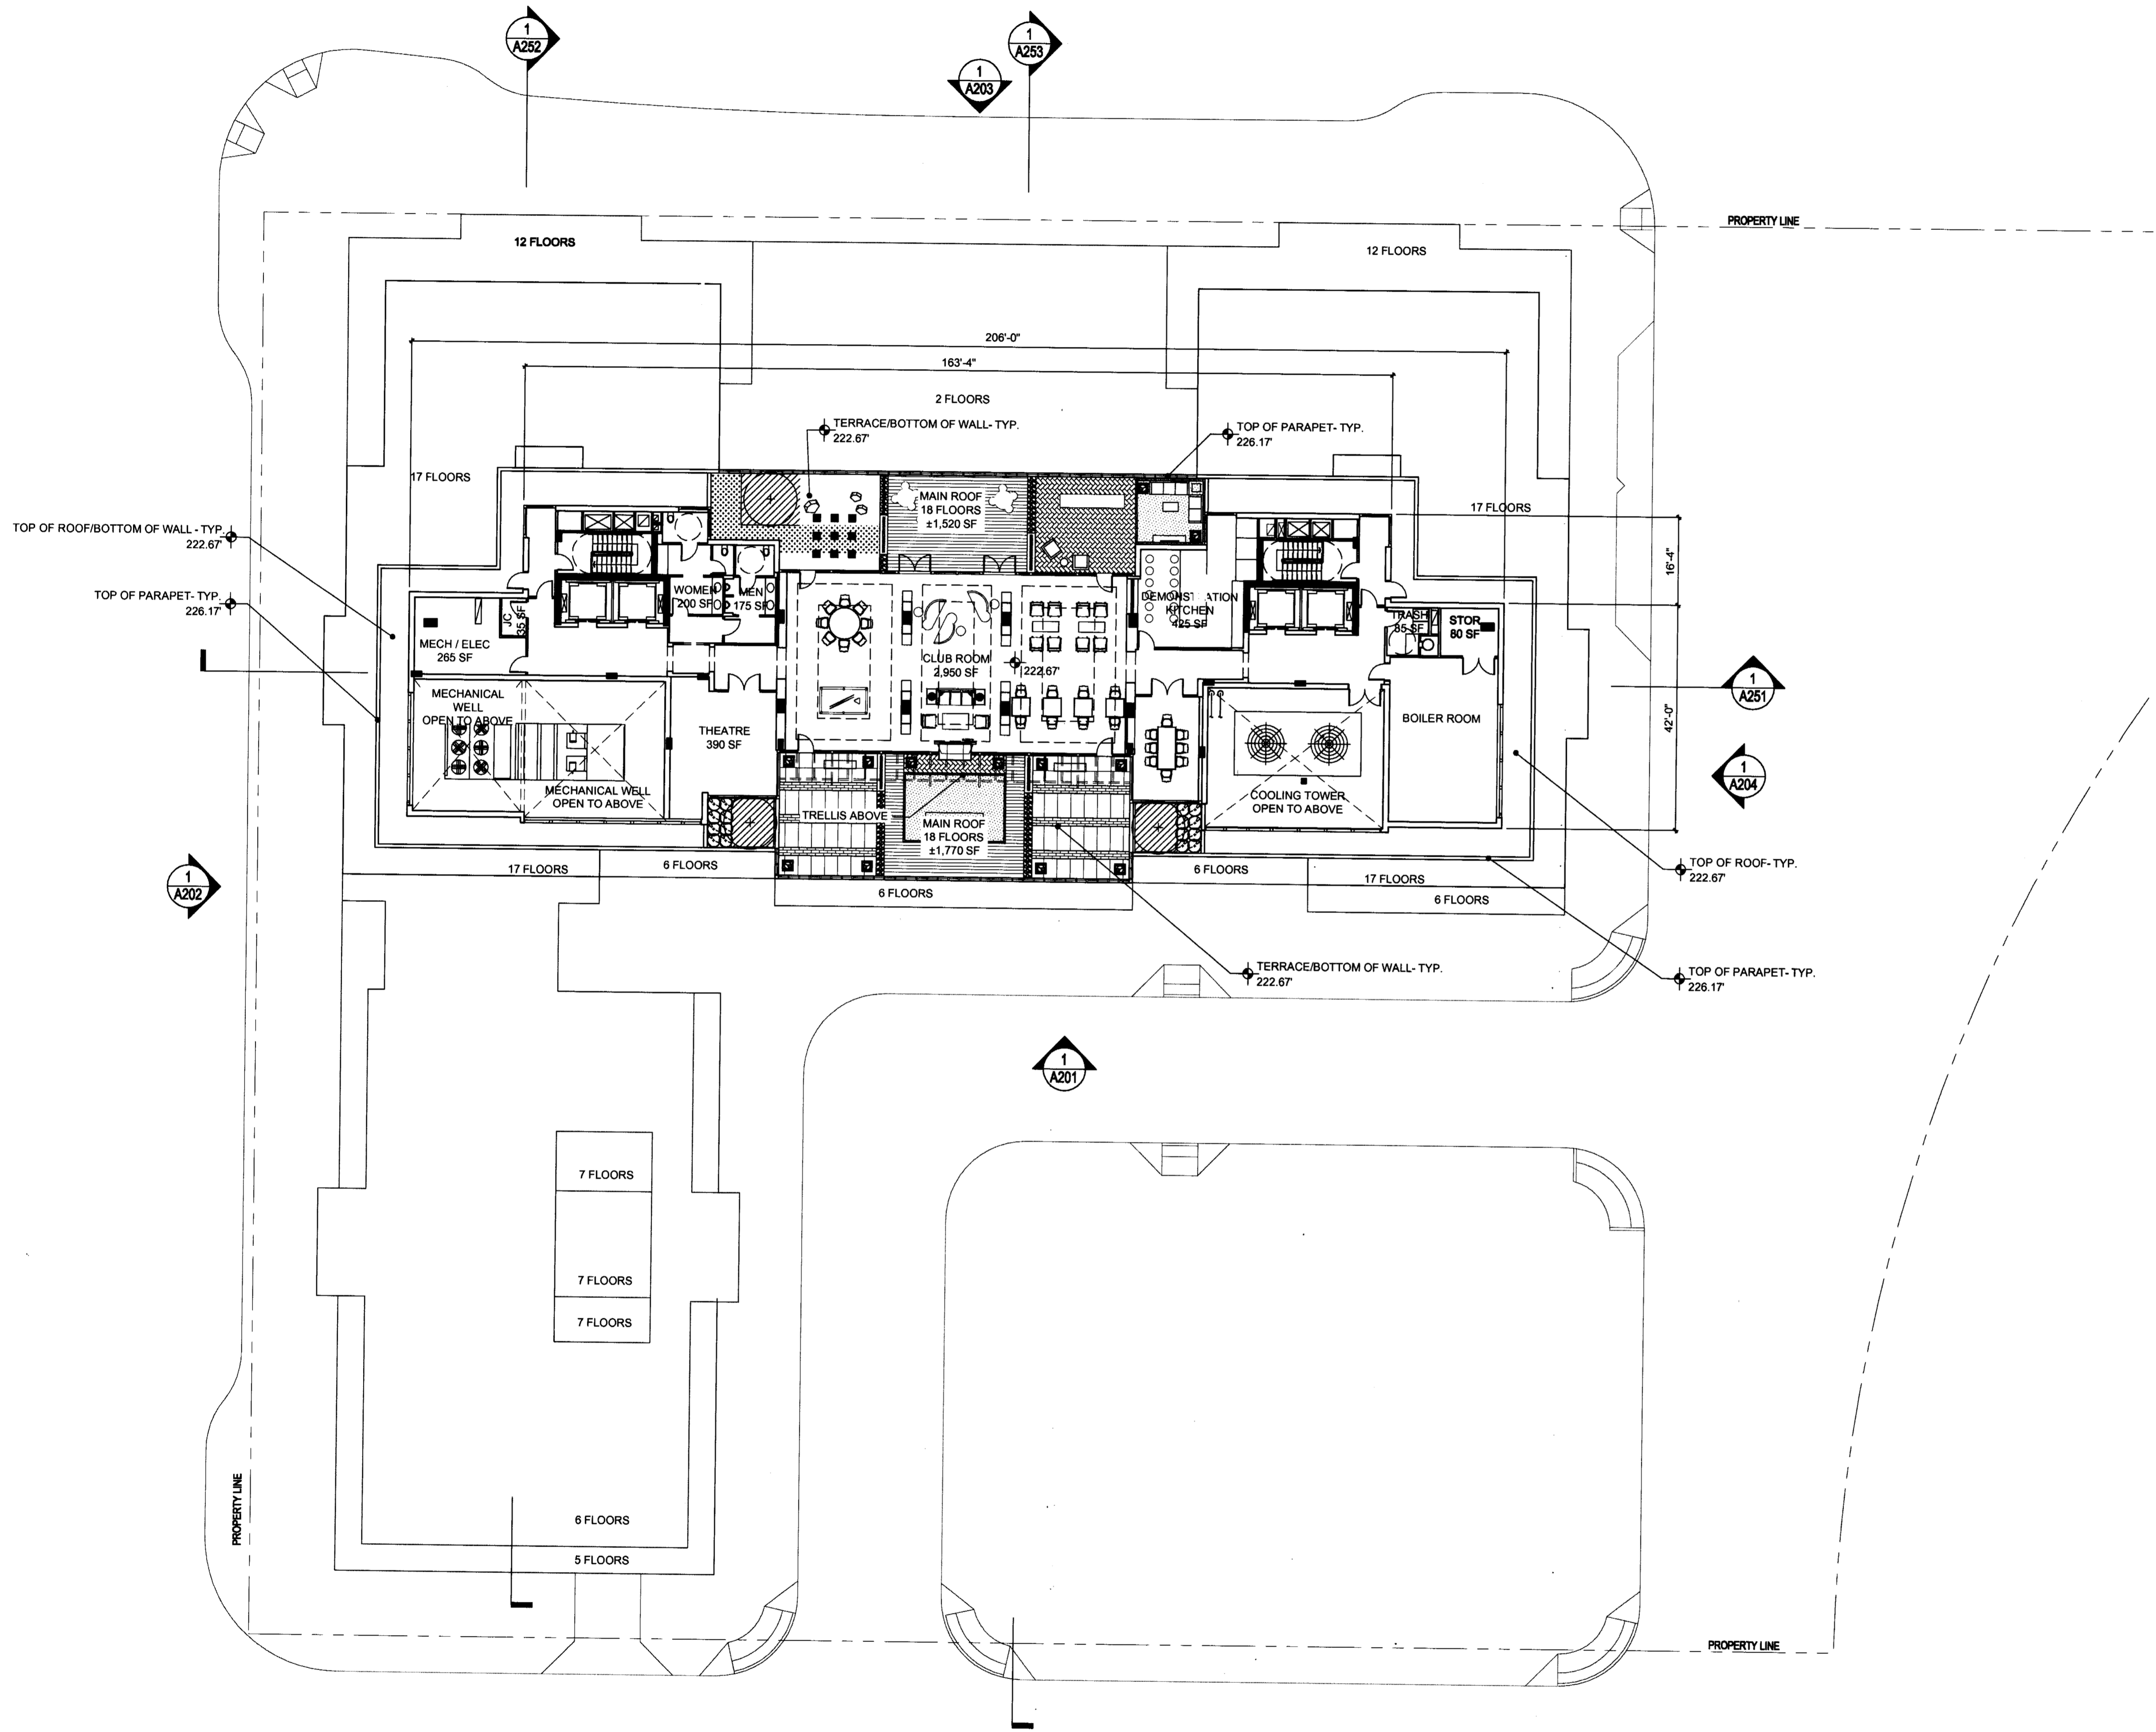 1
A252
1
A253
1
A203
PROPERTY LINE
12 FLOORS
12 FLOORS
206'-0"
163'-4"
2 FLOORS
TERRACE/BOTTOM OF WALL- TYP.
222.67'
TOP OF PARAPET- TYP.
226.17'
17 FLOORS
17 FLOORS
MAIN ROOF
18 FLOORS
±1,520 SF
TOP OF ROOF/BOTTOM OF WALL - TYP.
222.67'
TOP OF PARAPET- TYP.
226.17'
16'-4"
WOMEN
200 SF
MEN
175 SF
DEMONSTRATION
KITCHEN
425 SF
JC
35 SF
TRASH
85 SF
STOR
80 SF
MECH / ELEC
265 SF
CLUB ROOM
2,950 SF
222.67'
1
A251
MECHANICAL
WELL
OPEN TO ABOVE
THEATRE
390 SF
BOILER ROOM
42'-0"
1
A204
MECHANICAL WELL
OPEN TO ABOVE
COOLING TOWER
OPEN TO ABOVE
TRELLIS ABOVE
MAIN ROOF
18 FLOORS
±1,770 SF
1
A202
17 FLOORS
6 FLOORS
6 FLOORS
6 FLOORS
17 FLOORS
6 FLOORS
TOP OF ROOF- TYP.
222.67'
TERRACE/BOTTOM OF WALL- TYP.
222.67'
TOP OF PARAPET- TYP.
226.17'
1
A201
7 FLOORS
7 FLOORS
7 FLOORS
PROPERTY LINE
6 FLOORS
5 FLOORS
PROPERTY LINE